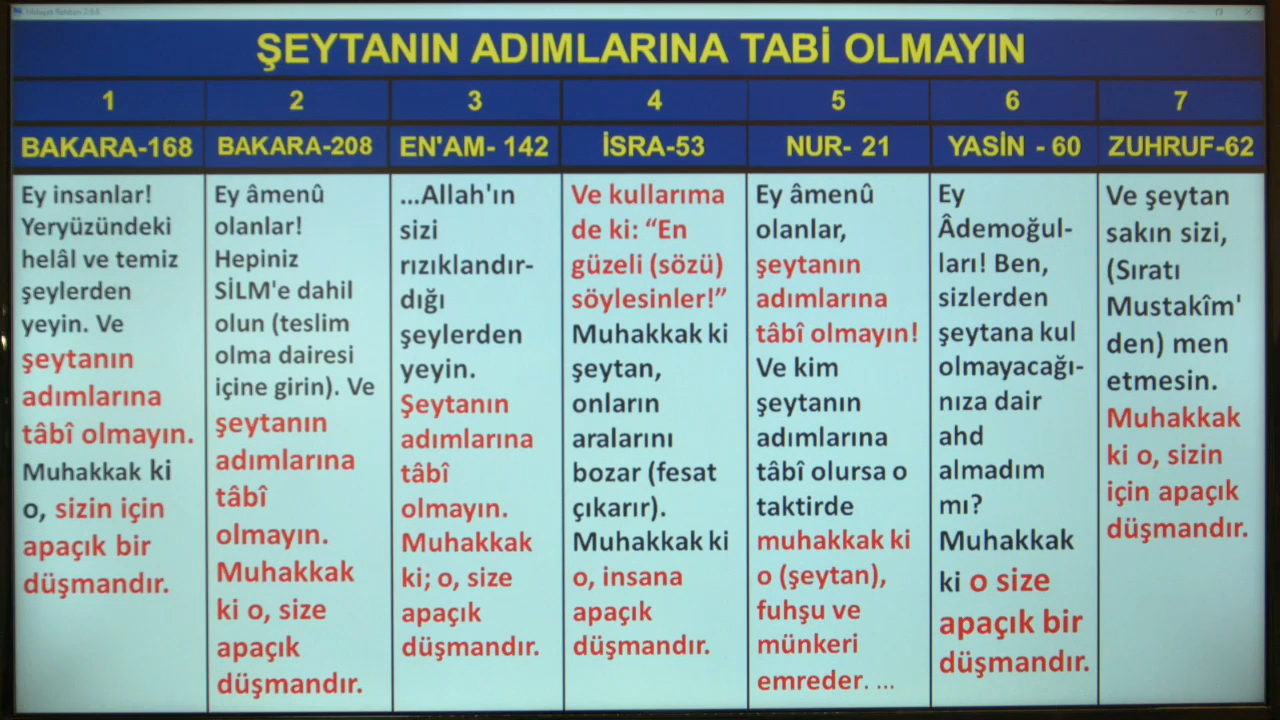 ŞEYTANIN ADIMLARINA TABİ OLMAYIN
1
2
3
4
5
6
7
BAKARA-168
BAKARA-208
EN'AM- 142
İSRA-53
NUR- 21
YASİN - 60
ZUHRUF-62
Ey insanlar!
Yeryüzündeki
helâl ve temiz
şeylerden
yeyin. Ve
şeytanın
adımlarına
tâbî olmayın.
Muhakkak ki
o, sizin için
apaçık bir
düşmandır.
Ey âmenû
olanlar!
Hepiniz
SİLM'e dahil
olun (teslim
olma dairesi
içine girin). Ve
şeytanın
adımlarına
tâbî
olmayın.
Muhakkak
ki o, size
apaçık
düşmandır.
...Allah'ın
sizi
rızıklandır-
dığı
şeylerden
yeyin.
Şeytanın
adımlarına
tâbî
olmayın.
Muhakkak
ki; o, size
apaçık
düşmandır.
Ve kullarıma
de ki: “En
güzeli (sözü)
söylesinler!”
Muhakkak ki
şeytan,
onların
aralarını
bozar (fesat
çıkarır).
Muhakkak ki
o, insana
apaçık
düşmandır.
Ey âmenû
olanlar,
şeytanın
adımlarına
tâbî olmayın!
Ve kim
şeytanın
adımlarına
tâbî olursa o
taktirde
muhakkak ki
o (şeytan),
fuhşu ve
münkeri
emreder. ...
Ey
Âdemoğul-
ları! Ben,
sizlerden
şeytana kul
olmayacağı-
nıza dair
ahd
almadım
mı?
Muhakkak
ki o size
apaçık bir
düşmandır.
Ve şeytan
sakın sizi,
(Sıratı
Mustakîm'
den) men
etmesin.
Muhakkak
ki o, sizin
için apaçık
düşmandır.